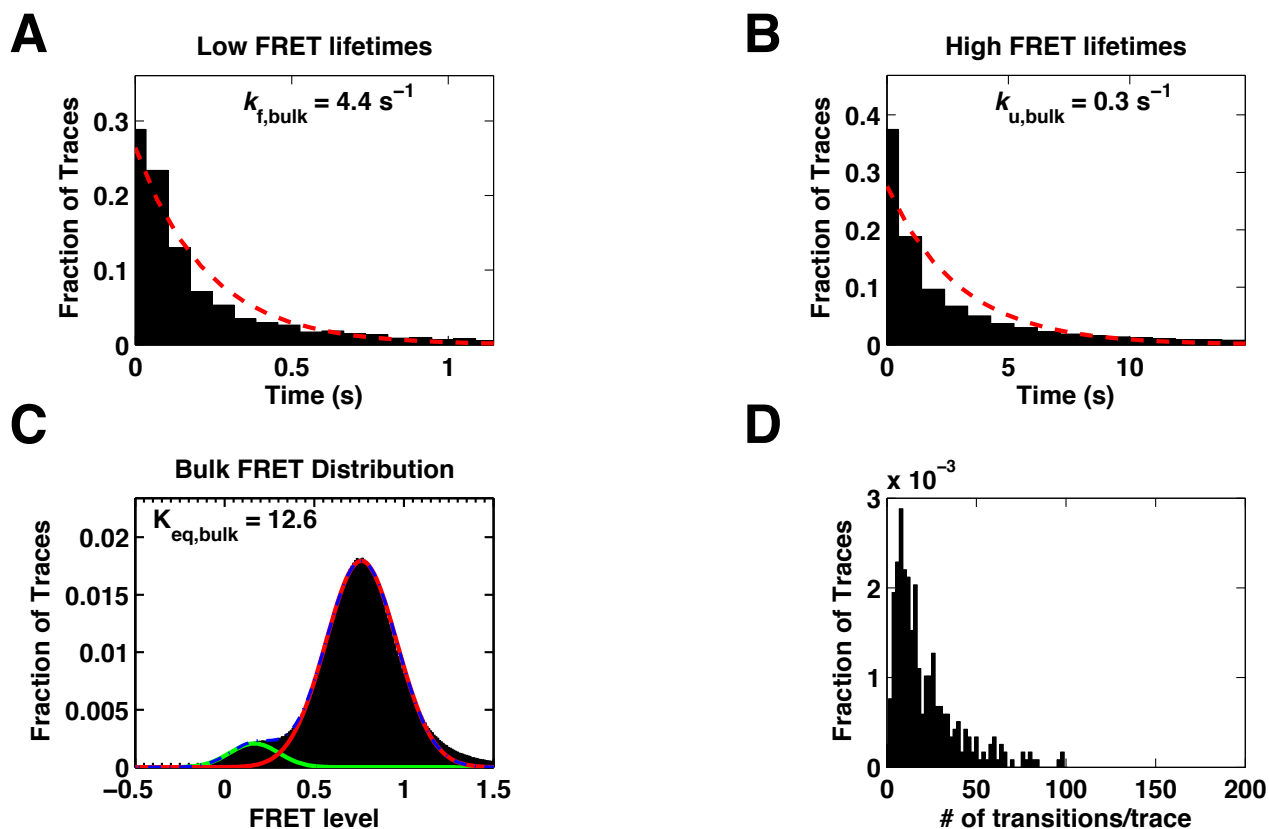 A
Low FRET lifetimes
k_f,bulk = 4.4 s⁻¹
Fraction of Traces
0.3
0.2
0.1
0
0
0.5
1
Time (s)
B
High FRET lifetimes
k_u,bulk = 0.3 s⁻¹
Fraction of Traces
0.4
0.3
0.2
0.1
0
0
5
10
Time (s)
C
Bulk FRET Distribution
K_eq,bulk = 12.6
Fraction of Traces
0.02
0.015
0.01
0.005
0
−0.5
0
0.5
1
1.5
FRET level
D
x 10⁻³
Fraction of Traces
3
2
1
0
0
50
100
150
200
# of transitions/trace